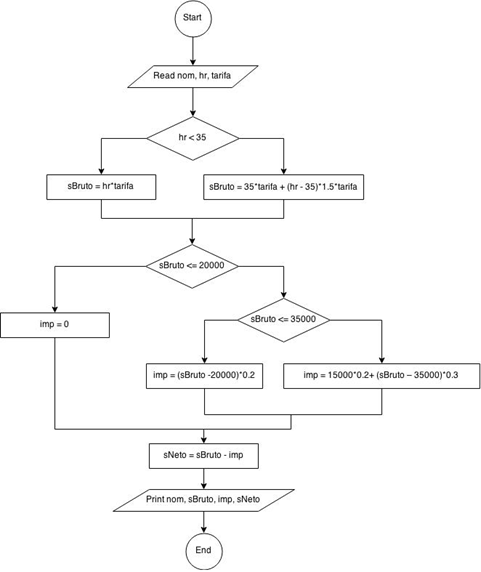 Start
Read nom, hr, tarifa
hr < 35
sBruto = hr*tarifa
sBruto = 35*tarifa + (hr - 35)*1.5*tarifa
sBruto <= 20000
imp = 0
sBruto <= 35000
imp = (sBruto -20000)*0.2
imp = 15000*0.2+ (sBruto – 35000)*0.3
sNeto = sBruto - imp
Print nom, sBruto, imp, sNeto
End